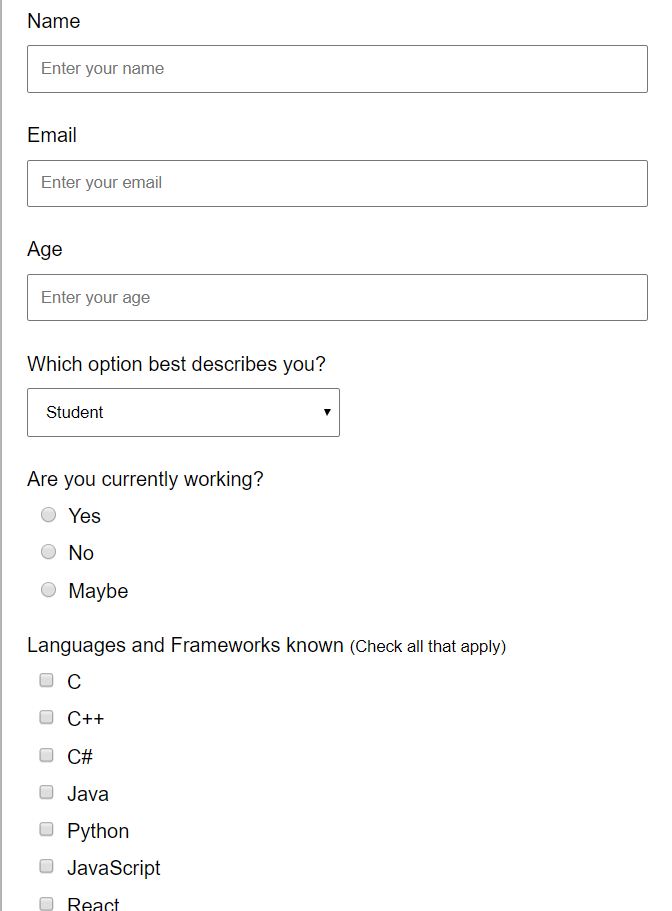 Name
Enter your name
Email
Enter your email
Age
Enter your age
Which option best describes you?
Student
Are you currently working?
Yes
No
Maybe
Languages and Frameworks known (Check all that apply)
C
C++
C#
Java
Python
JavaScript
React